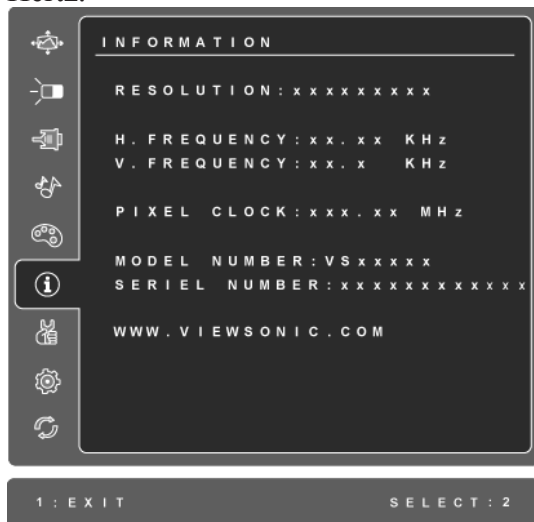 INFORMATION
RESOLUTION:xxxxxxxxx
H. FREQUENCY:xx.xx KHz
V. FREQUENCY:xx.x KHz
PIXEL CLOCK:xxx.xx MHz
MODEL NUMBER:VSxxxxx
SERIEL NUMBER:xxxxxxxxxxxx
WWW.VIEWSONIC.COM
1:EXIT SELECT:2